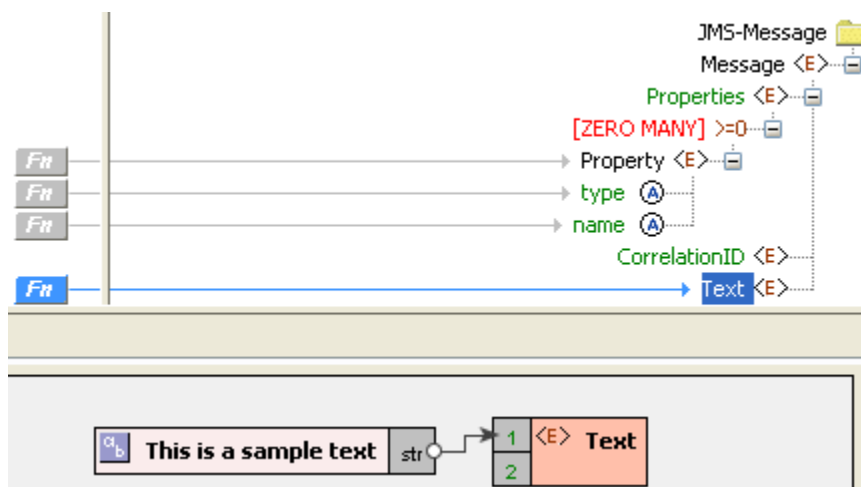 JMS-Message
Message <E>
Properties <E>
[ZERO MANY] >=0
Fn Property <E>
Fn type A
Fn name A
CorrelationID <E>
Fn Text <E>
ab This is a sample text str 1 <E> Text
2